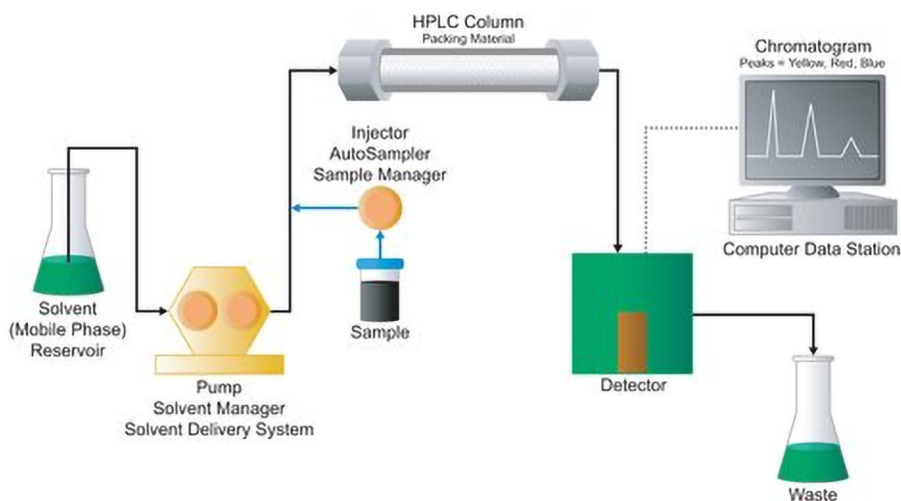 HPLC Column
Packing Material
Chromatogram
Peaks = Yellow, Red, Blue
Injector
AutoSampler
Sample Manager
Computer Data Station
Solvent
(Mobile Phase)
Reservoir
Sample
Pump
Solvent Manager
Solvent Delivery System
Detector
Waste